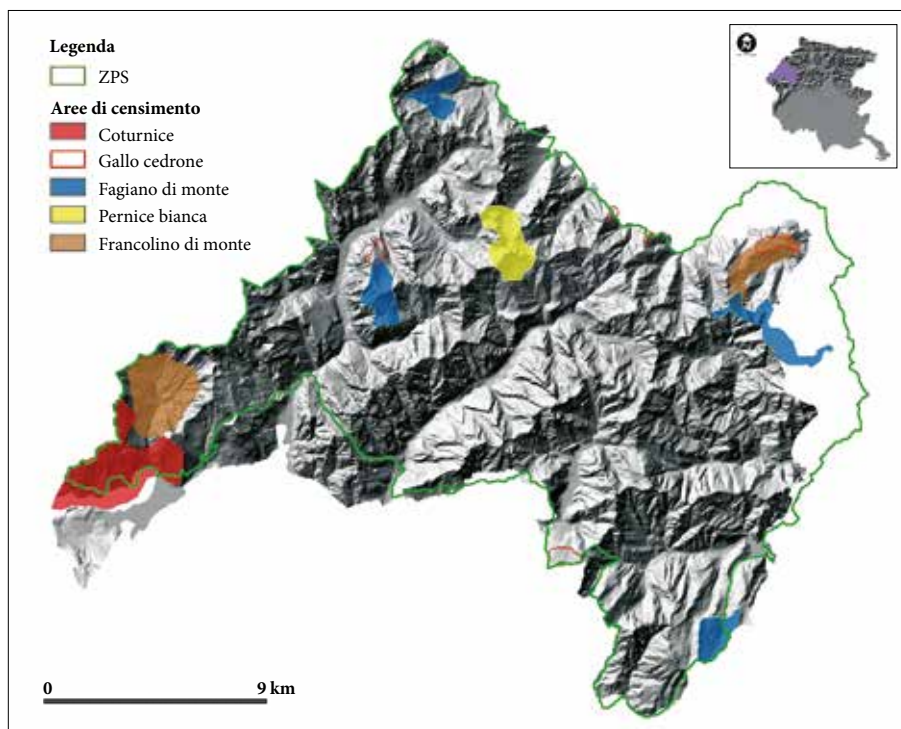 Legenda
ZPS
Aree di censimento
Coturnice
Gallo cedrone
Fagiano di monte
Pernice bianca
Francolino di monte
0 9 km